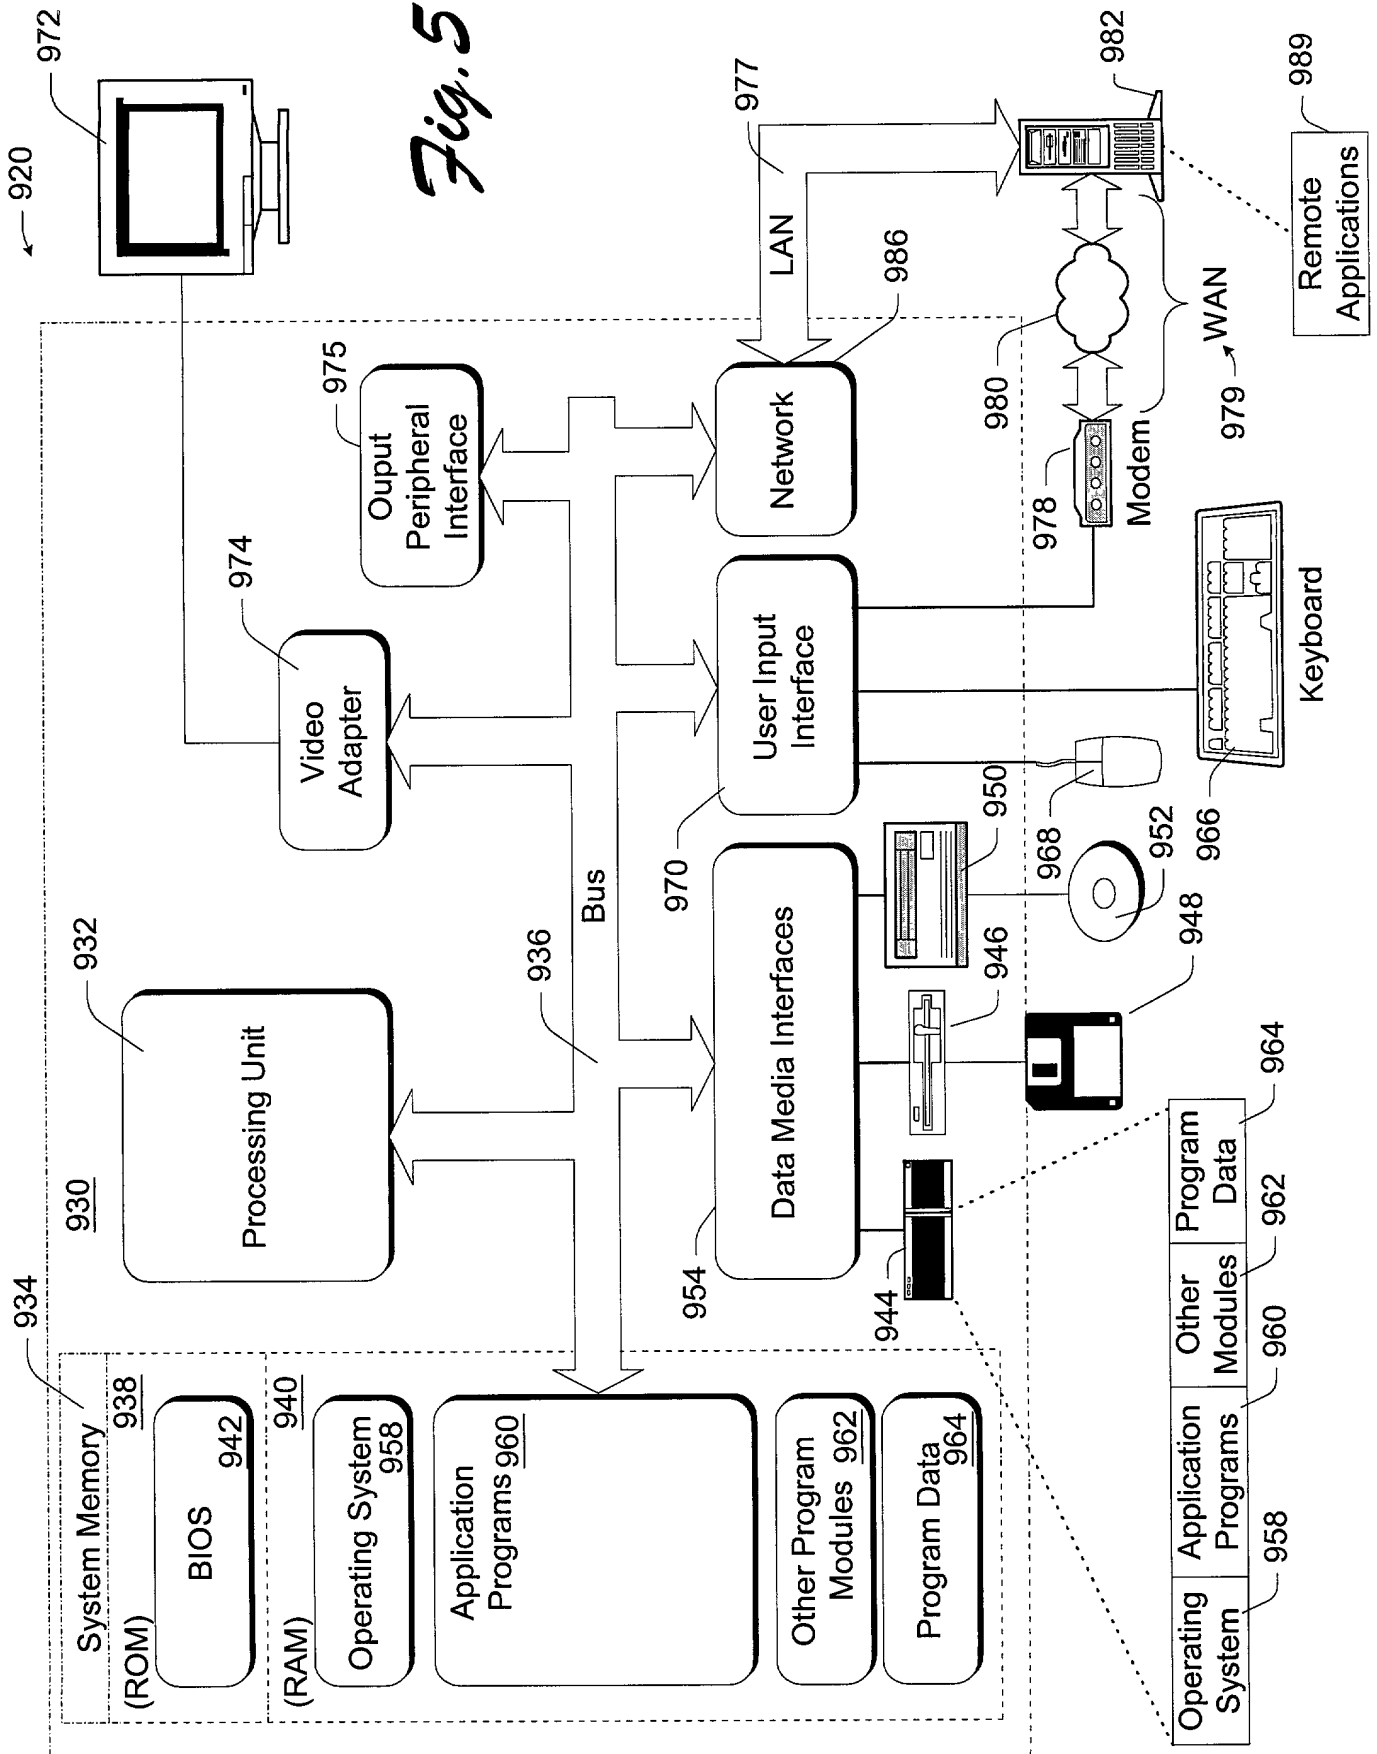 920
972
Fig. 5
934
System Memory
930
932
Processing Unit
974
Video
Adapter
975
Ouput
Peripheral
Interface
(ROM)
938
BIOS
942
(RAM)
940
Operating System
958
Application
Programs 960
Other Program
Modules 962
Program Data
964
936
Bus
977
LAN
954
Data Media Interfaces
970
User Input
Interface
Network
986
944
946
950
968
978
980
982
948
952
966
Keyboard
Modem
979
WAN
Remote
Applications
989
Operating
System
Application
Programs
Other
Modules
Program
Data
958
960
962
964